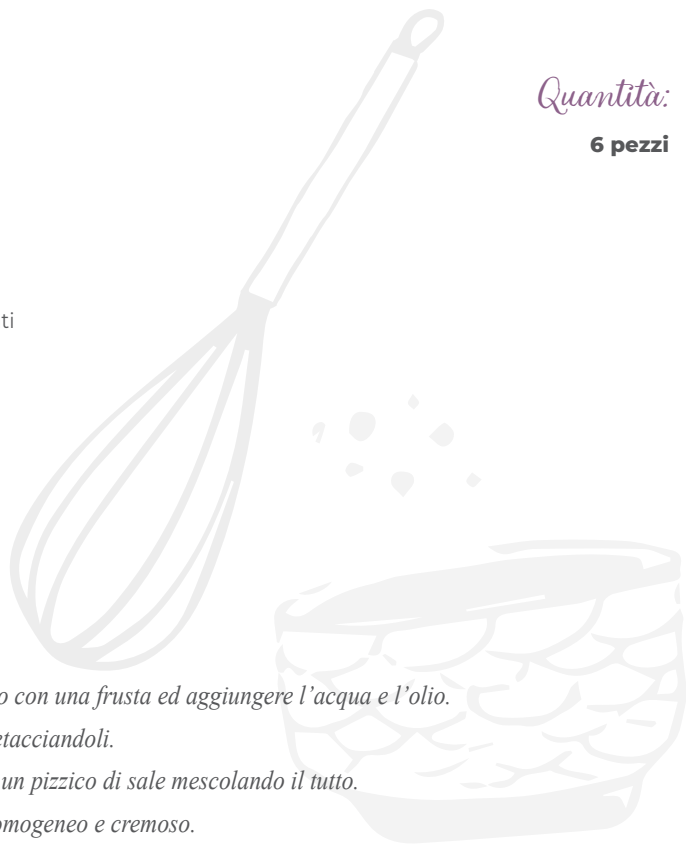 Quantità:
6 pezzi
ti
o con una frusta ed aggiungere l’acqua e l’olio.
etacciandoli.
un pizzico di sale mescolando il tutto.
omogeneo e cremoso.